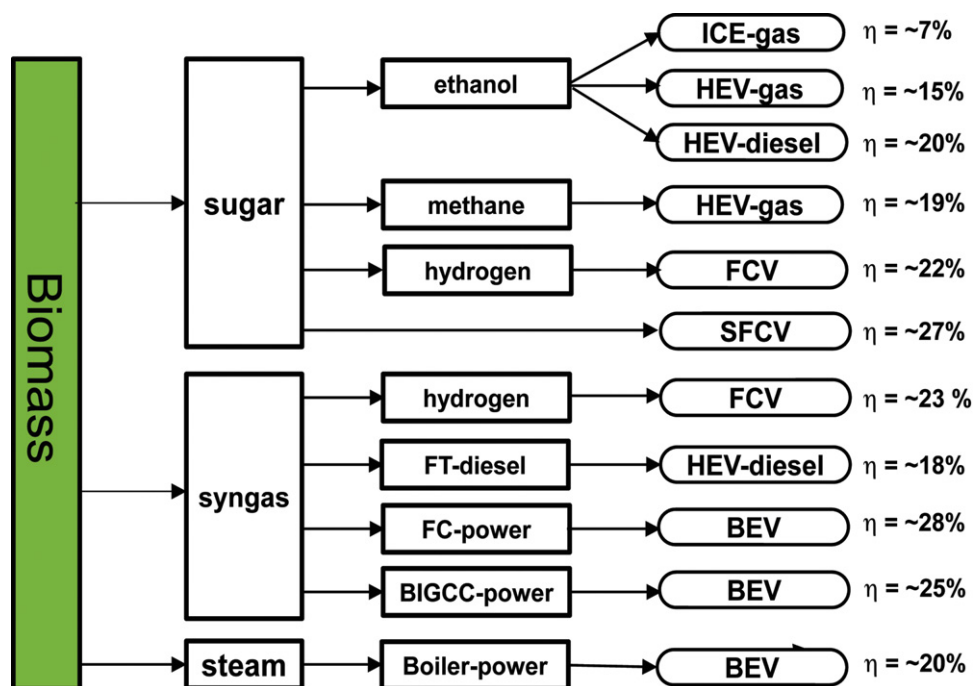 Biomass
sugar
ethanol
ICE-gas η = ~7%
HEV-gas η = ~15%
HEV-diesel η = ~20%
methane HEV-gas η = ~19%
hydrogen FCV η = ~22%
SFCV η = ~27%
syngas
hydrogen FCV η = ~23 %
FT-diesel HEV-diesel η = ~18%
FC-power BEV η = ~28%
BIGCC-power BEV η = ~25%
steam Boiler-power BEV η = ~20%